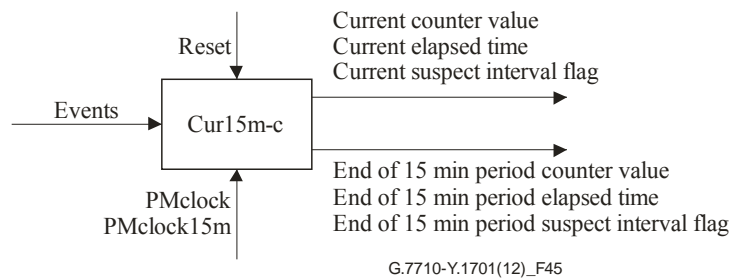 Current counter value
Current elapsed time
Current suspect interval flag
Reset
Events
Cur15m-c
End of 15 min period counter value
End of 15 min period elapsed time
End of 15 min period suspect interval flag
PMclock
PMclock15m
G.7710-Y.1701(12)_F45